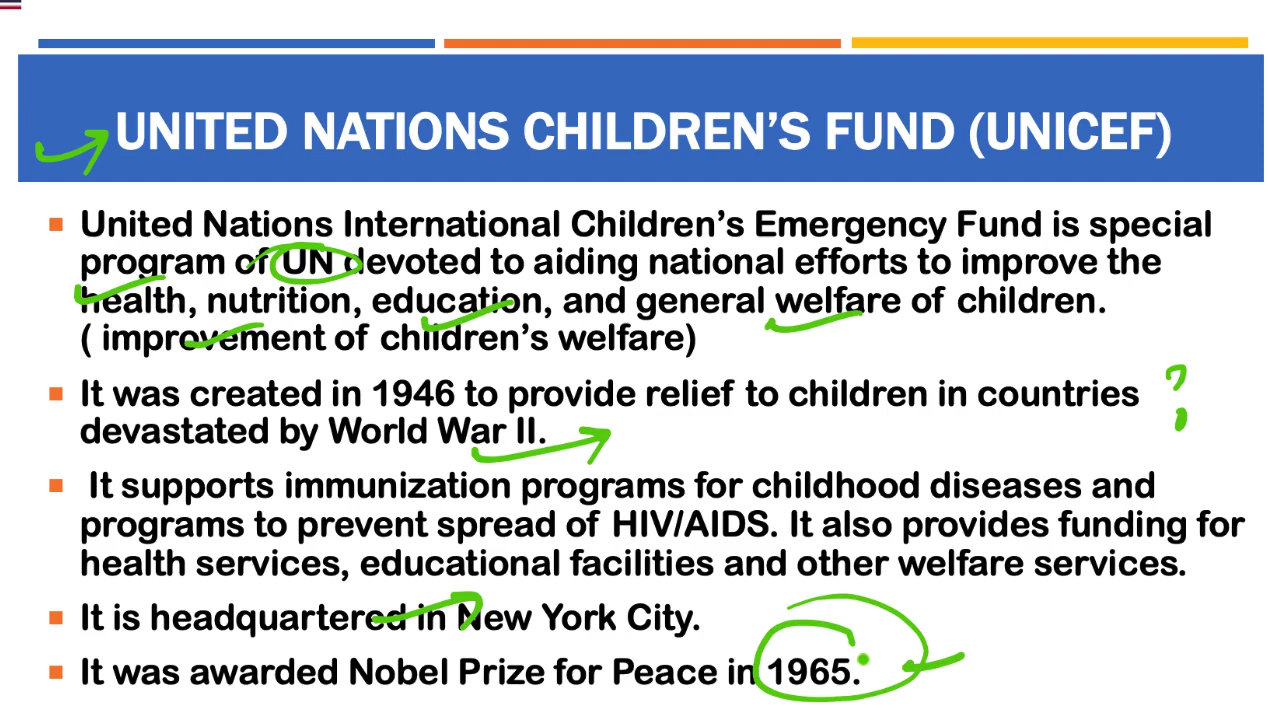 UNITED NATIONS CHILDREN'S FUND (UNICEF)
United Nations International Children's Emergency Fund is special
program of UN devoted to aiding national efforts to improve the
health, nutrition, education, and general welfare of children.
( improvement of children's welfare)
It was created in 1946 to provide relief to children in countries
devastated by World War II.
It supports immunization programs for childhood diseases and
programs to prevent spread of HIV/AIDS. It also provides funding for
health services, educational facilities and other welfare services.
It is headquartered in New York City.
It was awarded Nobel Prize for Peace in 1965.